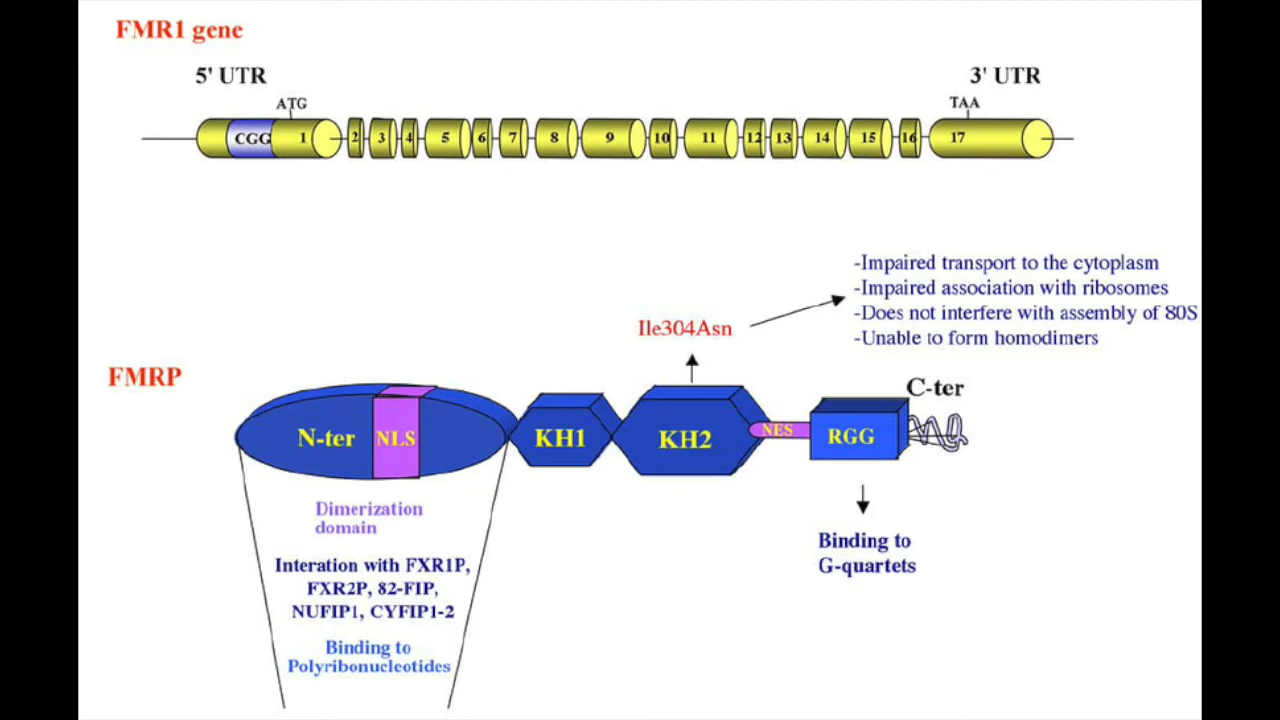 FMR1 gene
5' UTR
3' UTR
ATG
TAA
CGG 1 2 3 4 5 6 7 8 9 10 11 12 13 14 15 16 17
-Impaired transport to the cytoplasm
-Impaired association with ribosomes
-Does not interfere with assembly of 80S
-Unable to form homodimers
Ile304Asn
FMRP
C-ter
N-ter NLS KH1 KH2 NES RGG
Dimerization
domain
Interation with FXR1P,
FXR2P, 82-FIP,
NUFIP1, CYFIP1-2
Binding to
Polyribonucleotides
Binding to
G-quartets